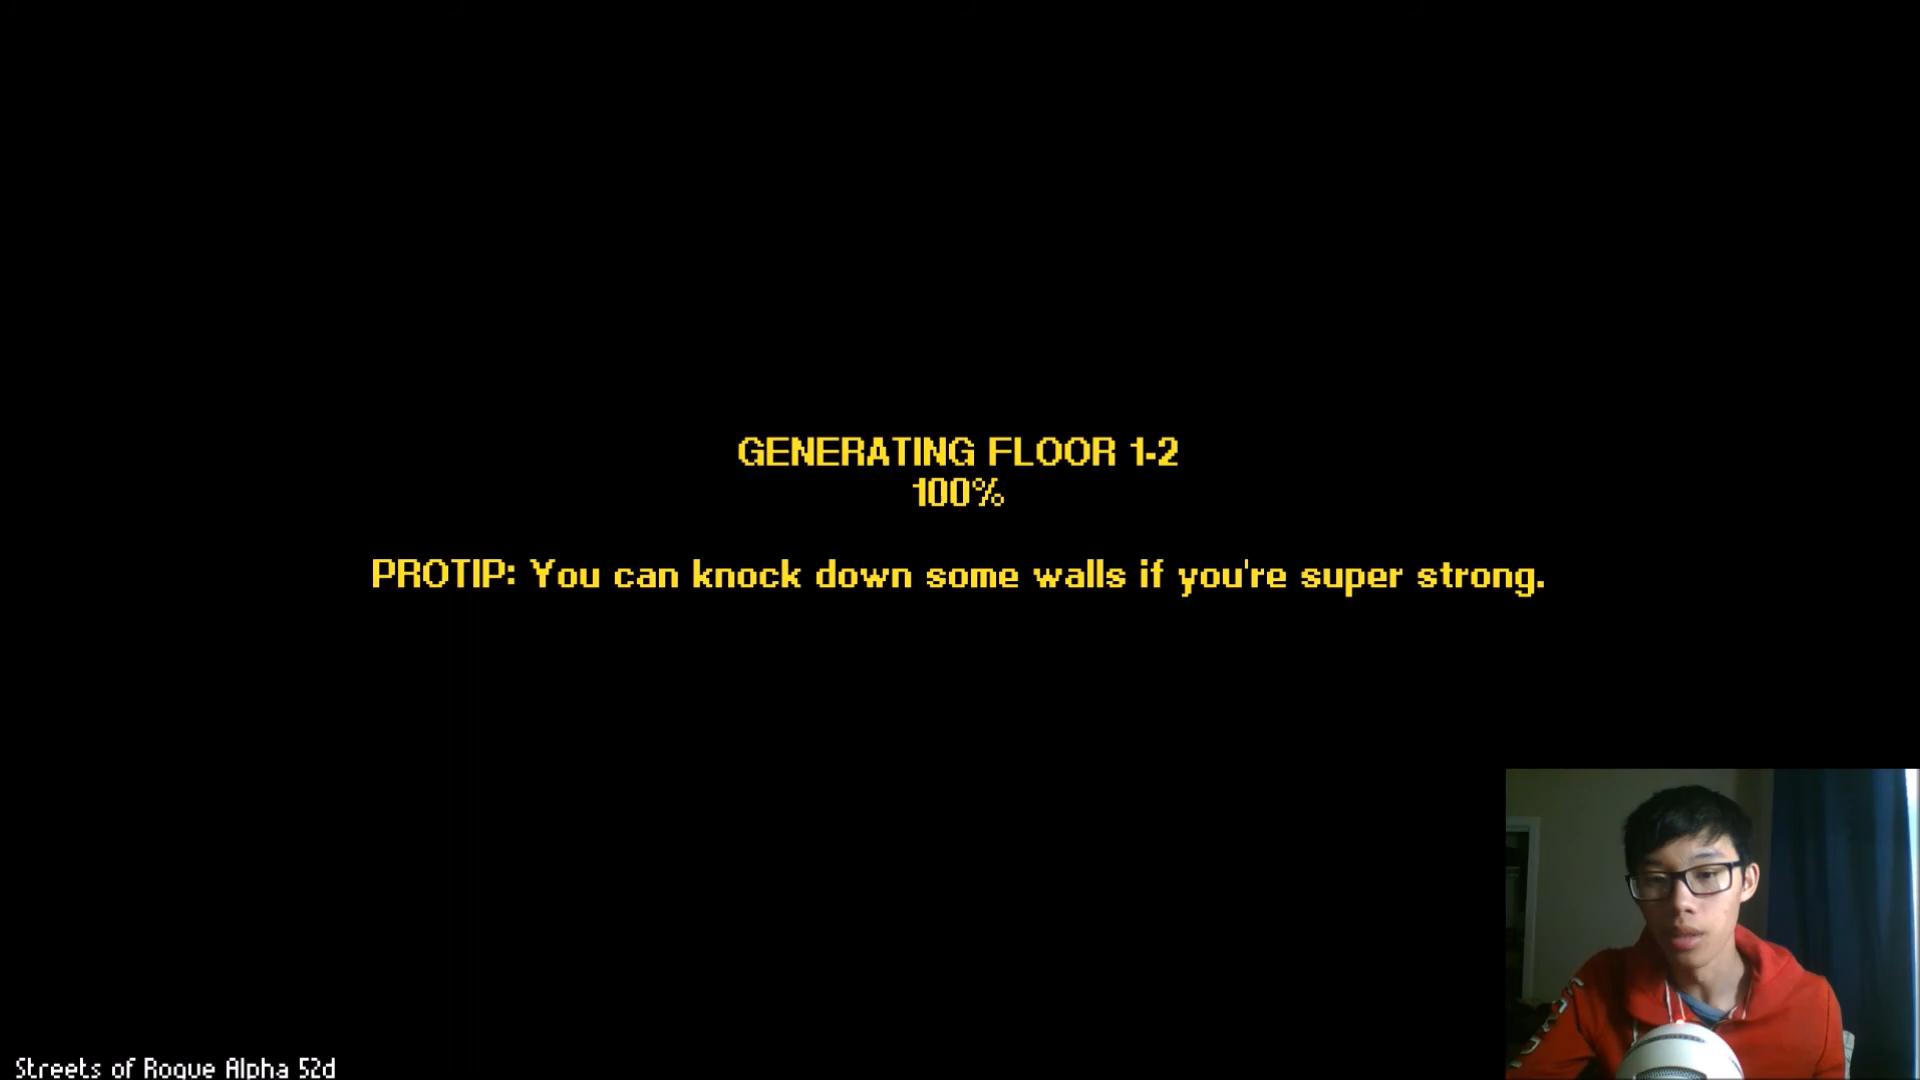 GENERATING FLOOR 1-2
100%
PROTIP: You can knock down some walls if you're super strong.
Streets of Rogue Alpha 52d